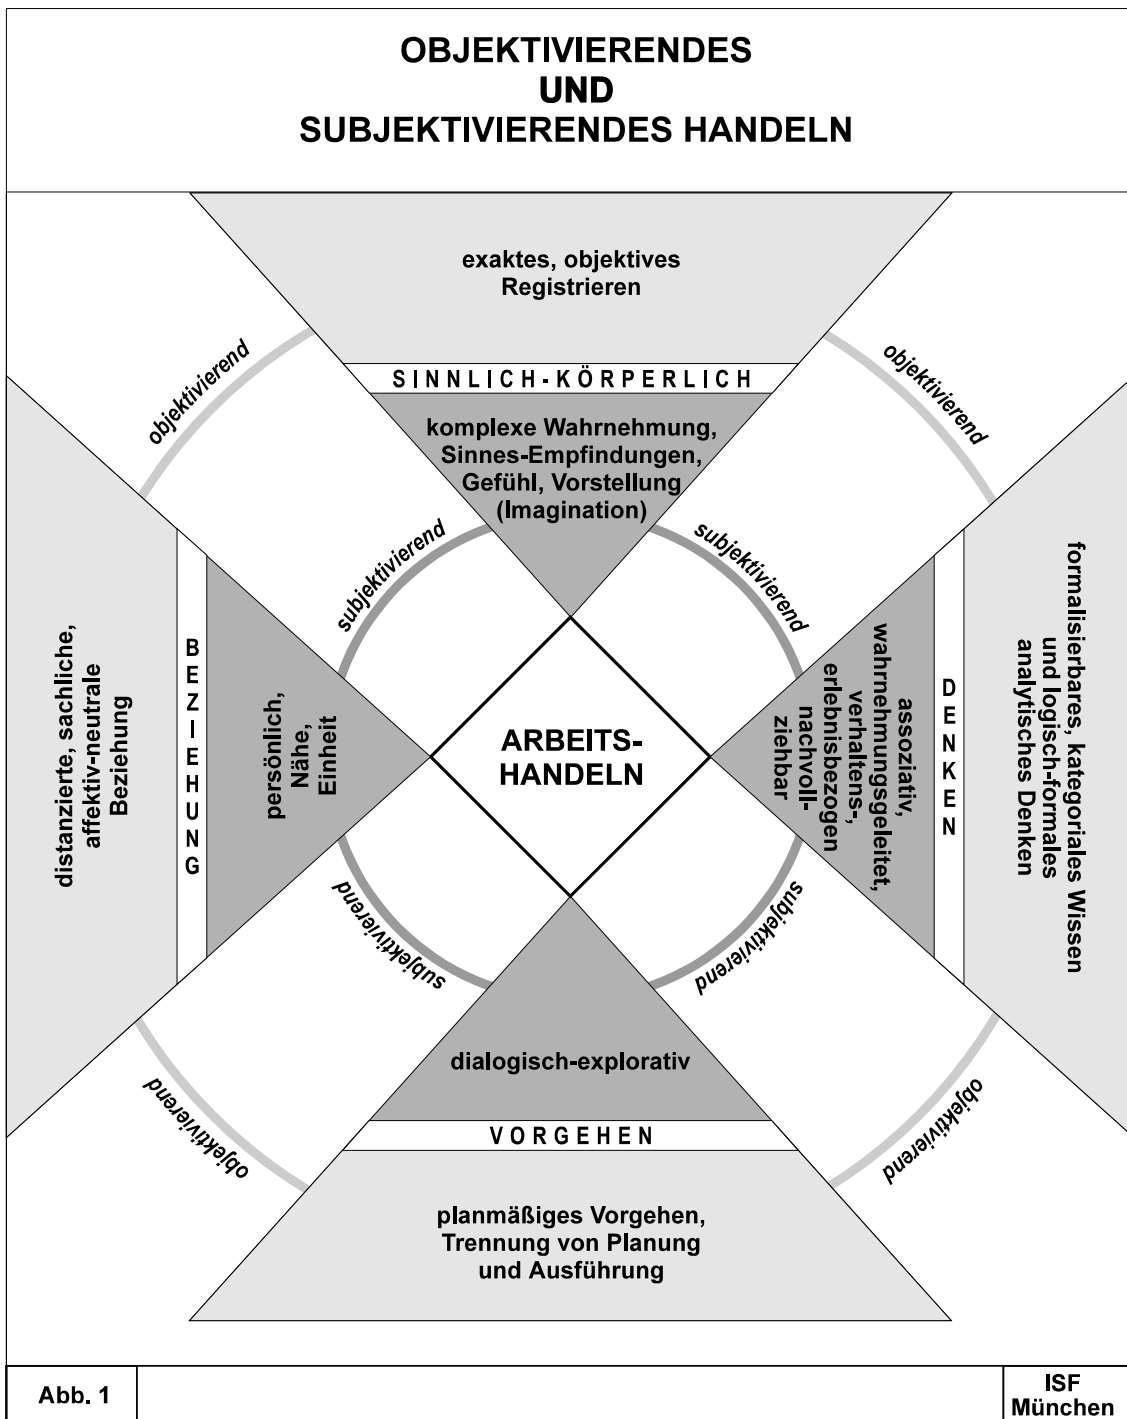 OBJEKTIVIERENDES
UND
SUBJEKTIVIERENDES HANDELN
exaktes, objektives
Registrieren
objektivierend
objektivierend
SINNLICH-KÖRPERLICH
komplexe Wahrnehmung,
Sinnes-Empfindungen,
Gefühl, Vorstellung
(Imagination)
subjektivierend
subjektivierend
distanzierte, sachliche,
affektiv-neutrale
Beziehung
BEZIEHUNG
persönlich,
Nähe,
Einheit
ARBEITS-
HANDELN
assoziativ,
wahrnehmungsgeleitet,
verhaltens-,
erlebnisbezogen
nachvoll-
ziehbar
DENKEN
formalisierbares, kategoriales Wissen
und logisch-formales
analytisches Denken
subjektivierend
subjektivierend
dialogisch-explorativ
VORGEHEN
objektivierend
objektivierend
planmäßiges Vorgehen,
Trennung von Planung
und Ausführung
Abb. 1
ISF
München